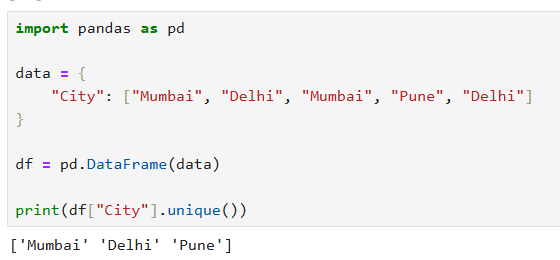 import pandas as pd
data = {
    "City": ["Mumbai", "Delhi", "Mumbai", "Pune", "Delhi"]
}
df = pd.DataFrame(data)
print(df["City"].unique())
['Mumbai' 'Delhi' 'Pune']